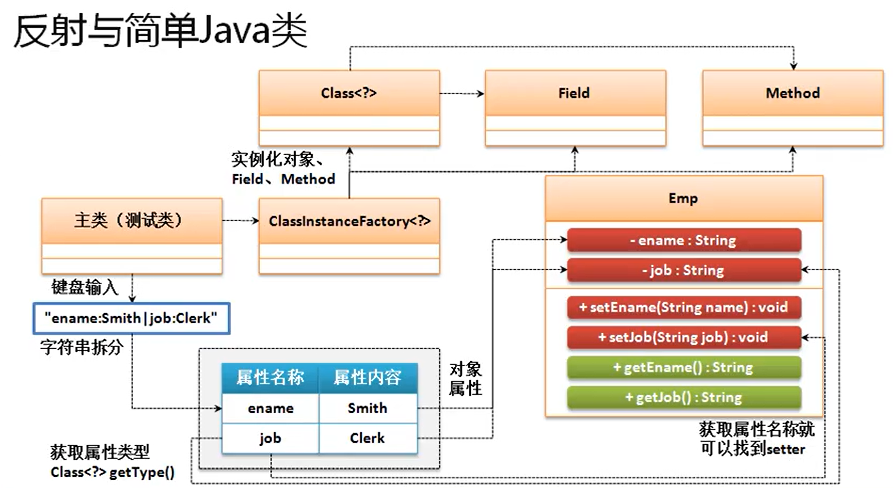 反射与简单Java类
Class<?>
Field
Method
实例化对象、
Field、Method
主类（测试类）
ClassInstanceFactory<?>
Emp
- ename : String
- job : String
+ setEname(String name) : void
+ setJob(String job) : void
+ getEname() : String
+ getJob() : String
键盘输入
"ename:Smith|job:Clerk"
字符串拆分
属性名称 属性内容
ename Smith
job Clerk
对象
属性
获取属性类型
Class<?> getType()
获取属性名称就
可以找到setter